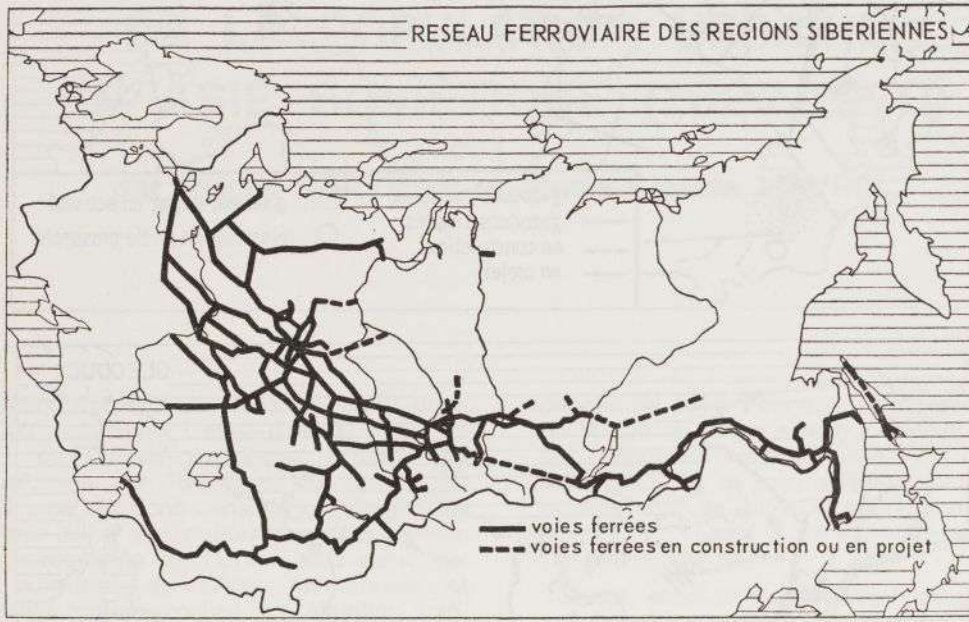 RESEAU FERROVIAIRE DES REGIONS SIBERIENNES
voies ferrées
voies ferrées en construction ou en projet